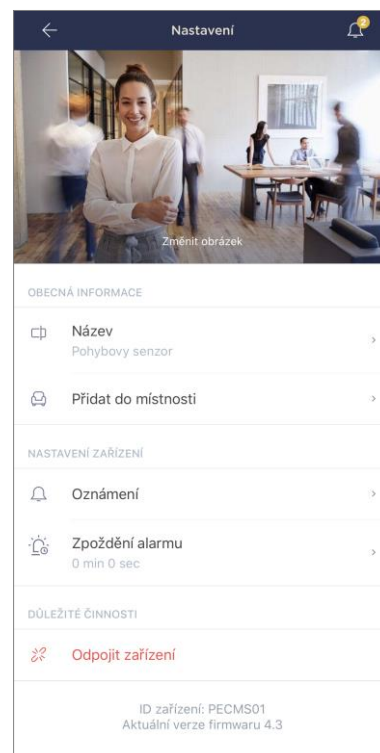 Nastavení
2
Změnit obrázek
OBECNÁ INFORMACE
Název
Pohybovy senzor
Přidat do místnosti
NASTAVENÍ ZAŘÍZENÍ
Oznámení
Zpoždění alarmu
0 min 0 sec
DŮLEŽITÉ ČINNOSTI
Odpojit zařízení
ID zařízení: PECMS01
Aktuální verze firmwaru 4.3